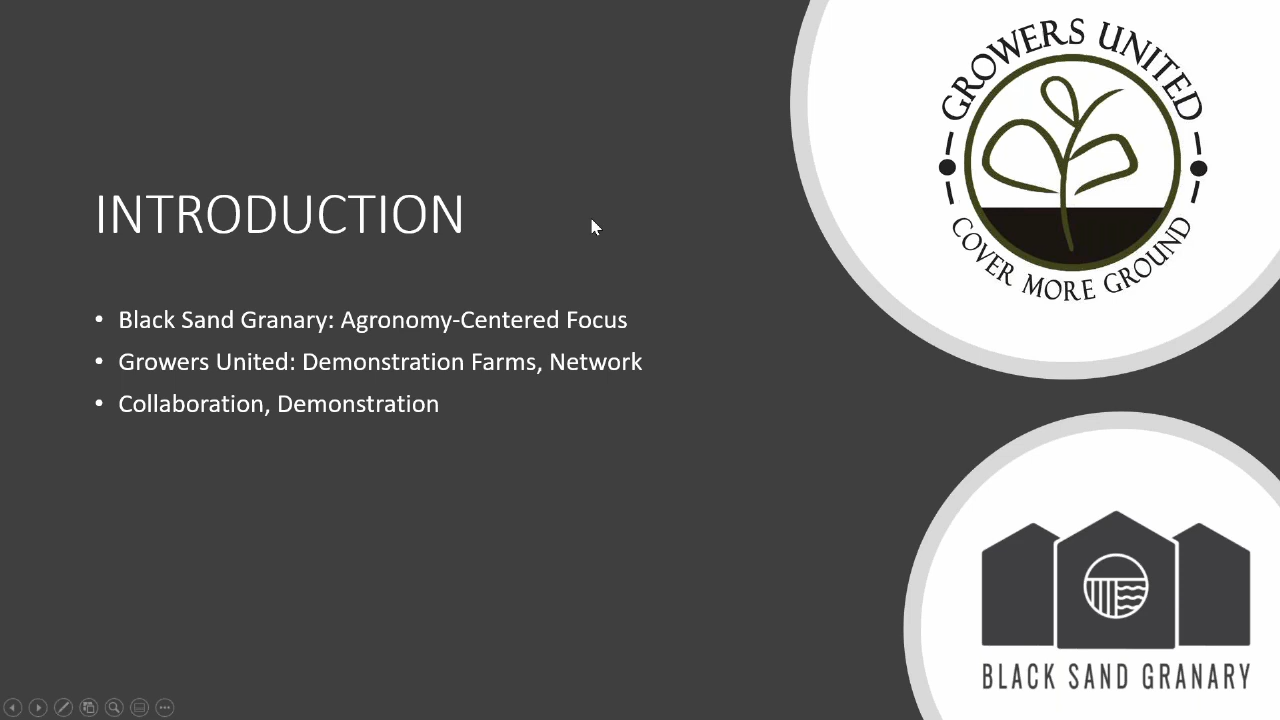 INTRODUCTION
• Black Sand Granary: Agronomy-Centered Focus
• Growers United: Demonstration Farms, Network
• Collaboration, Demonstration
GROWERS UNITED
COVER MORE GROUND
BLACK SAND GRANARY